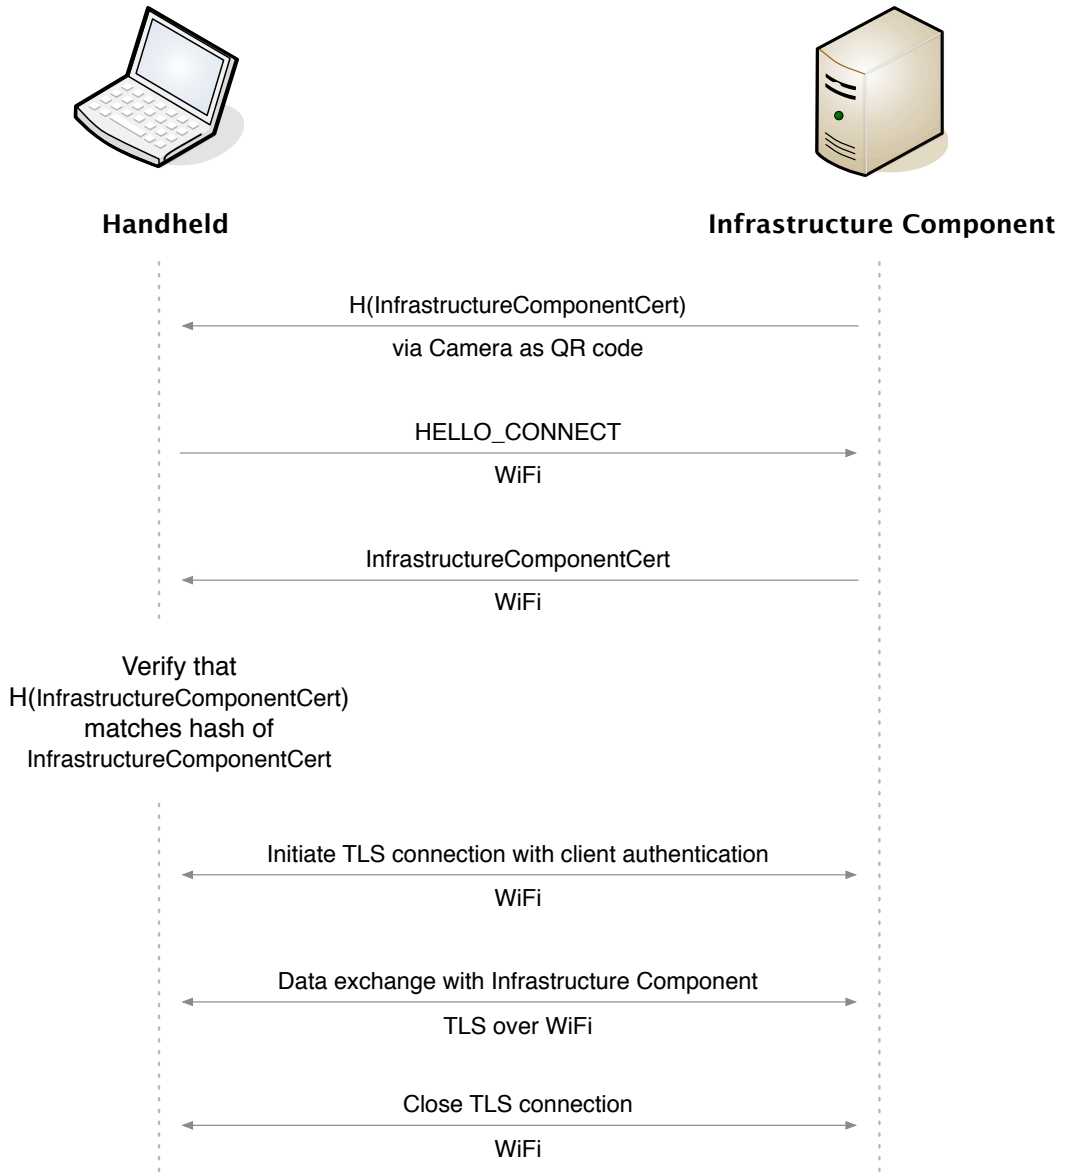 Handheld
Infrastructure Component
H(InfrastructureComponentCert)
via Camera as QR code
HELLO_CONNECT
WiFi
InfrastructureComponentCert
WiFi
Verify that
H(InfrastructureComponentCert)
matches hash of
InfrastructureComponentCert
Initiate TLS connection with client authentication
WiFi
Data exchange with Infrastructure Component
TLS over WiFi
Close TLS connection
WiFi